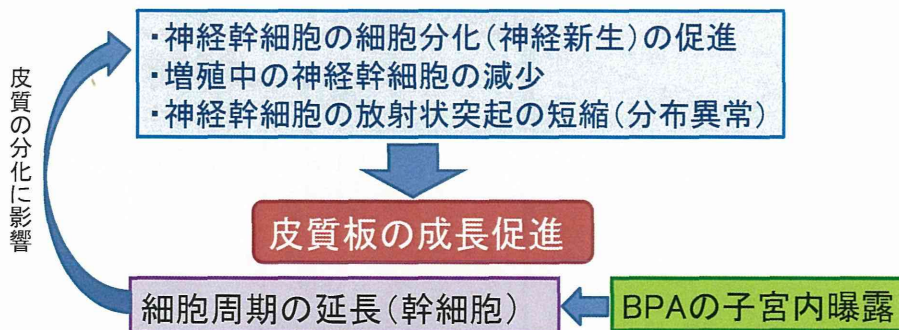 ・神経幹細胞の細胞分化(神経新生)の促進
・増殖中の神経幹細胞の減少
・神経幹細胞の放射状突起の短縮(分布異常)
皮質の分化に影響
皮質板の成長促進
細胞周期の延長(幹細胞)
BPAの子宮内曝露